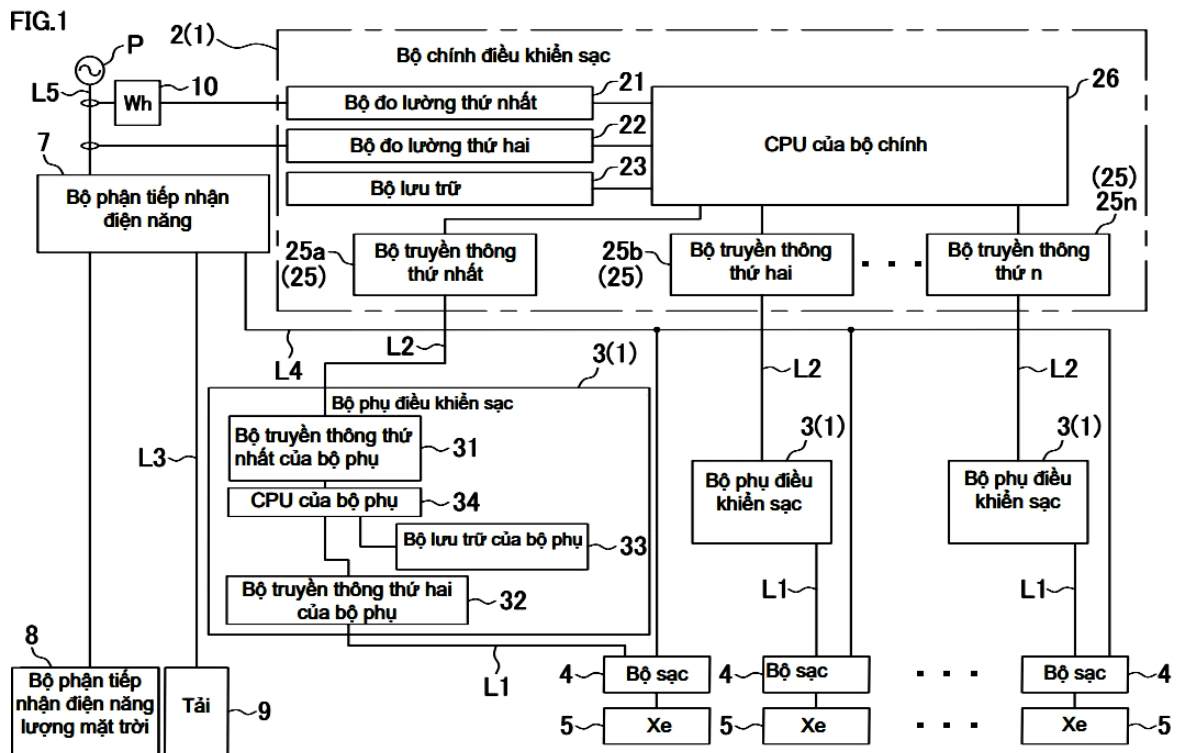 FIG.1
P
2(1)
Bộ chính điều khiển sạc
L5
10
Wh
Bộ đo lường thứ nhất
21
26
Bộ đo lường thứ hai
22
CPU của bộ chính
7
Bộ lưu trữ
23
Bộ phận tiếp nhận
điện năng
(25)
25n
25a
(25)
Bộ truyền thông
thứ nhất
25b
(25)
Bộ truyền thông
thứ hai
Bộ truyền thông
thứ n
L2
L4
3(1)
L2
L2
Bộ phụ điều khiển sạc
Bộ truyền thông thứ
nhất của bộ phụ
31
L3
CPU của bộ phụ
34
Bộ lưu trữ của bộ phụ
33
Bộ truyền thông thứ hai
của bộ phụ
32
3(1)
Bộ phụ điều
khiển sạc
3(1)
Bộ phụ điều
khiển sạc
L1
L1
L1
8
Bộ phận tiếp
nhận điện năng
lượng mặt trời
Tải
9
4
Bộ sạc
4
Bộ sạc
Bộ sạc
4
5
Xe
5
Xe
Xe
5